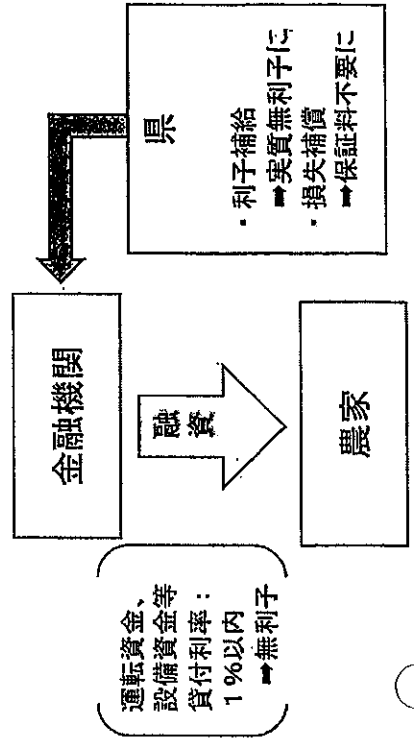 運転資金、
設備資金等
貸付利率：
1％以内
➡無利子
金融機関
融資
農家
県
・利子補給
➡実質無利子に
・損失補償
➡保証料不要に